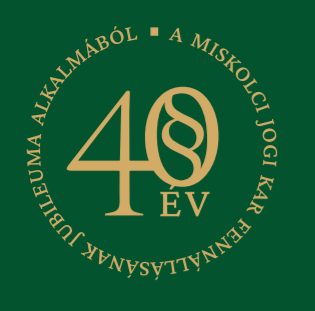 A MISKOLCI JOGI KAR FENNÁLLÁSÁNAK JUBILEUMA ALKALMÁBÓL
40
§
ÉV